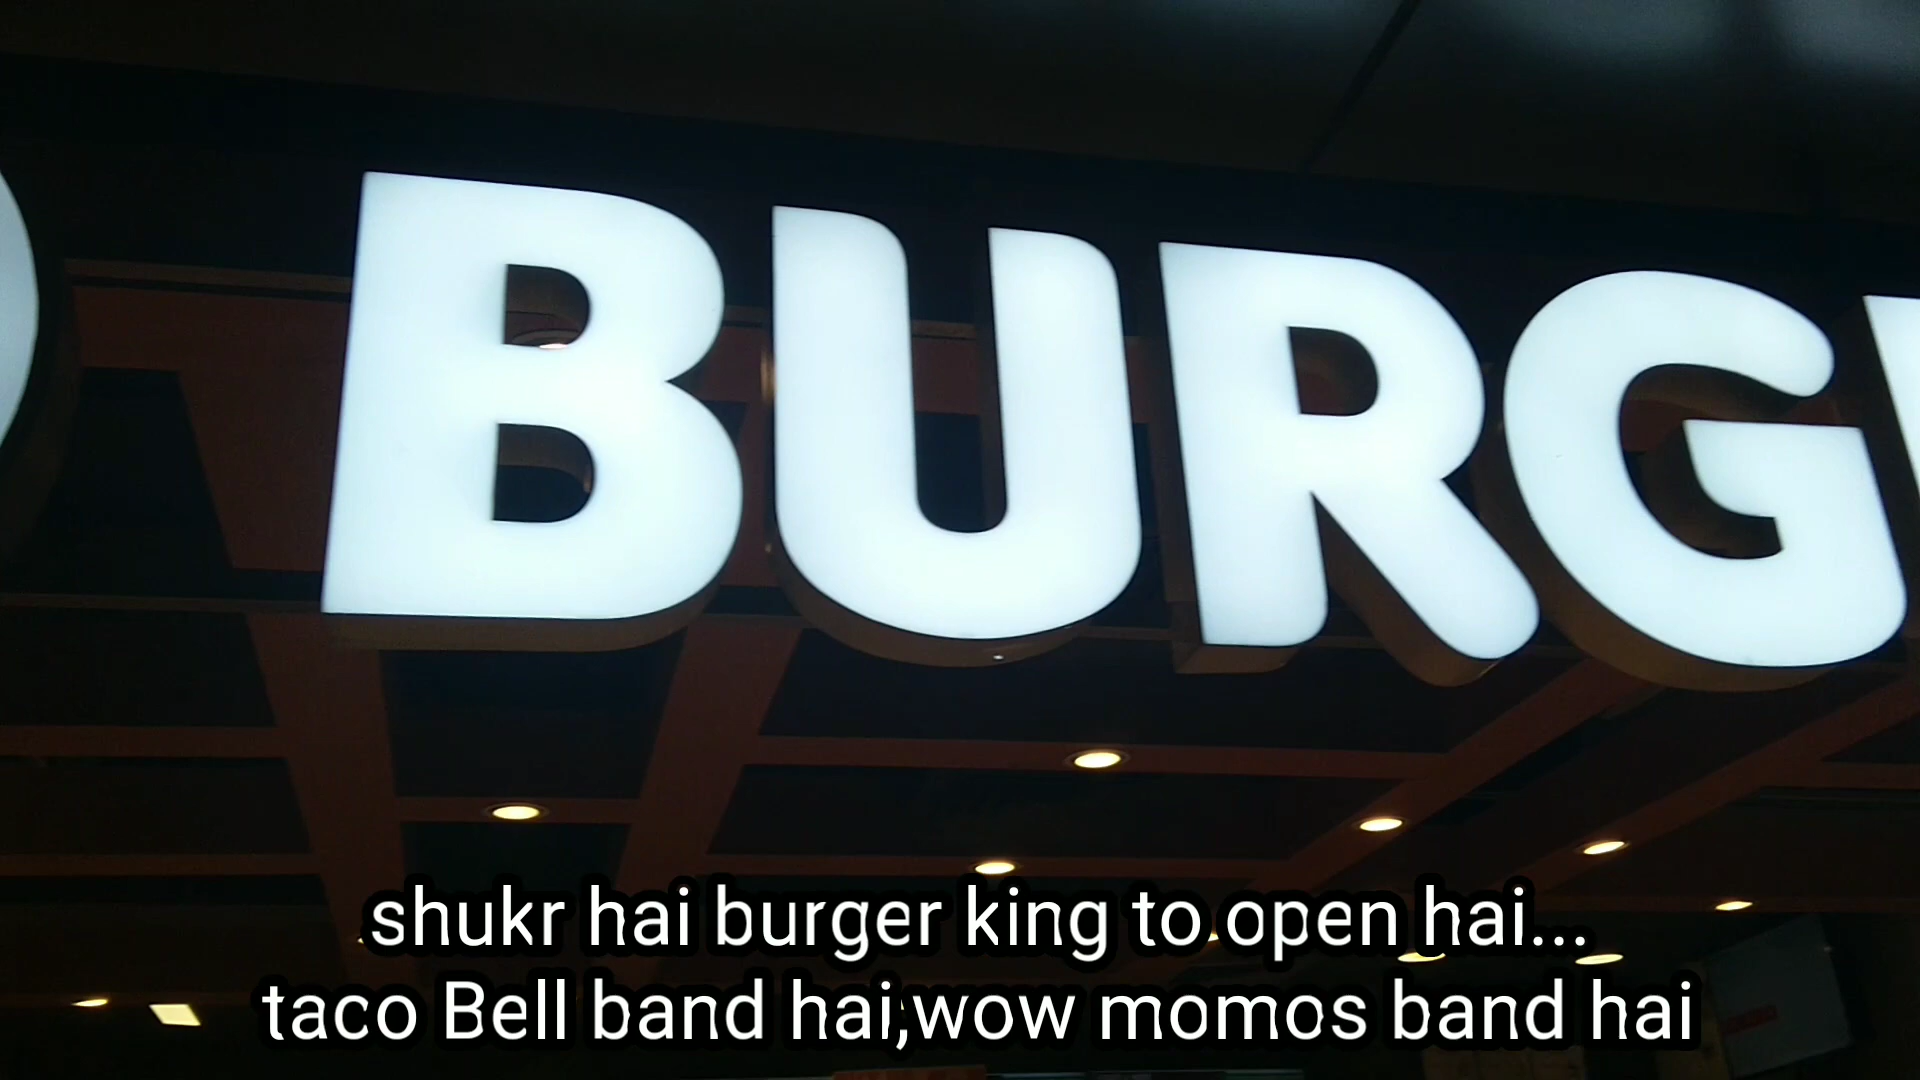 BURG
shukr hai burger king to open hai...
taco Bell band hai,wow momos band hai